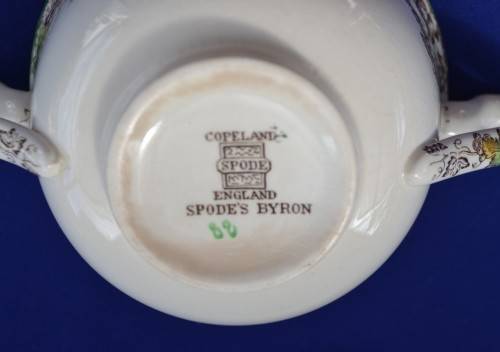 COPELAND
SPODE
ENGLAND
SPODE'S BYRON